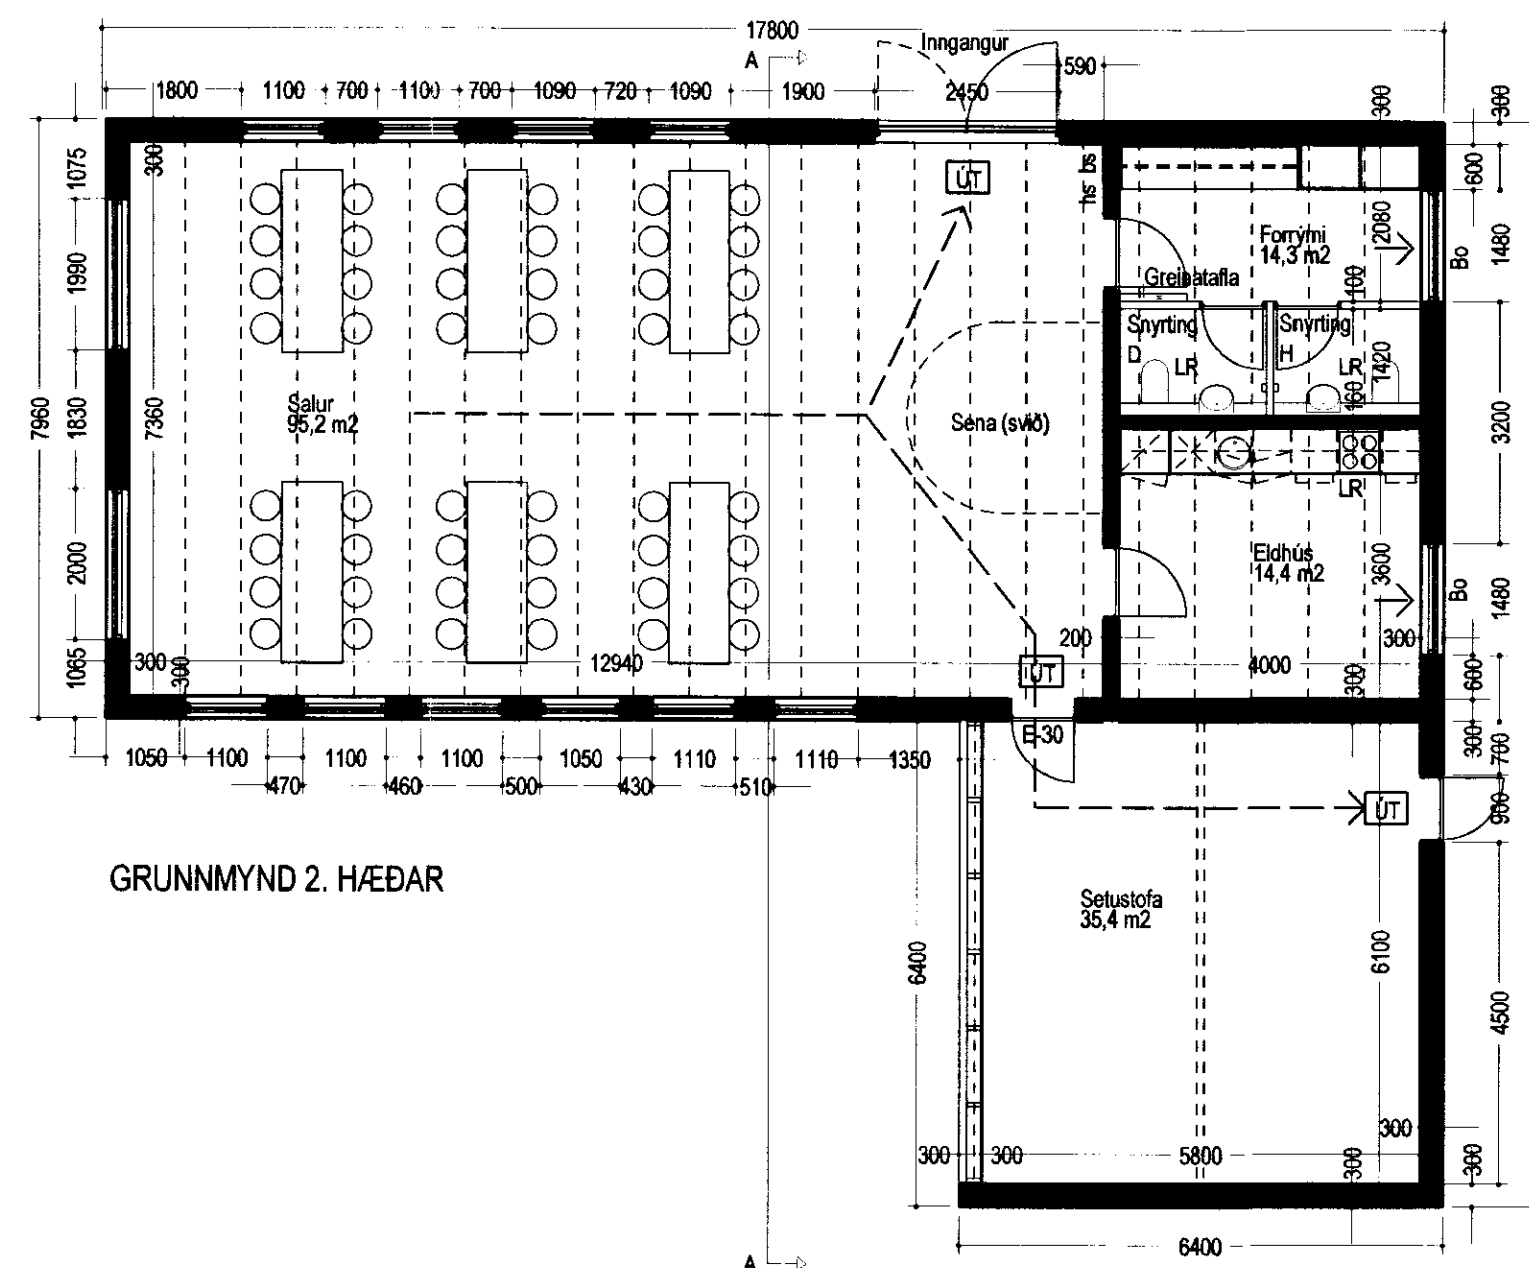 17800
A
Inngangur
590
1800
1100
700
1100
700
1090
720
1090
1900
2450
300
300
1075
300
hs bs
600
ÚT
1990
Forrými
14,3 m2
2080
1480
Bo
Greinatafla
100
Snyrting
D
LR
Snyrting
H
LR
1420
160
7960
1830
7360
Salur
95,2 m2
Sena (svið)
3200
LR
2000
Eldhús
14,4 m2
3600
Bo
1480
200
300
1065
300
300
12940
ÚT
4000
300
600
1050
1100
1100
1100
1050
1110
1110
1350
E-30
300
700
470
460
500
430
510
900
ÚT
GRUNNMYND 2. HÆÐAR
Setustofa
35,4 m2
6400
6100
4500
300
300
300
5800
300
300
6400
A